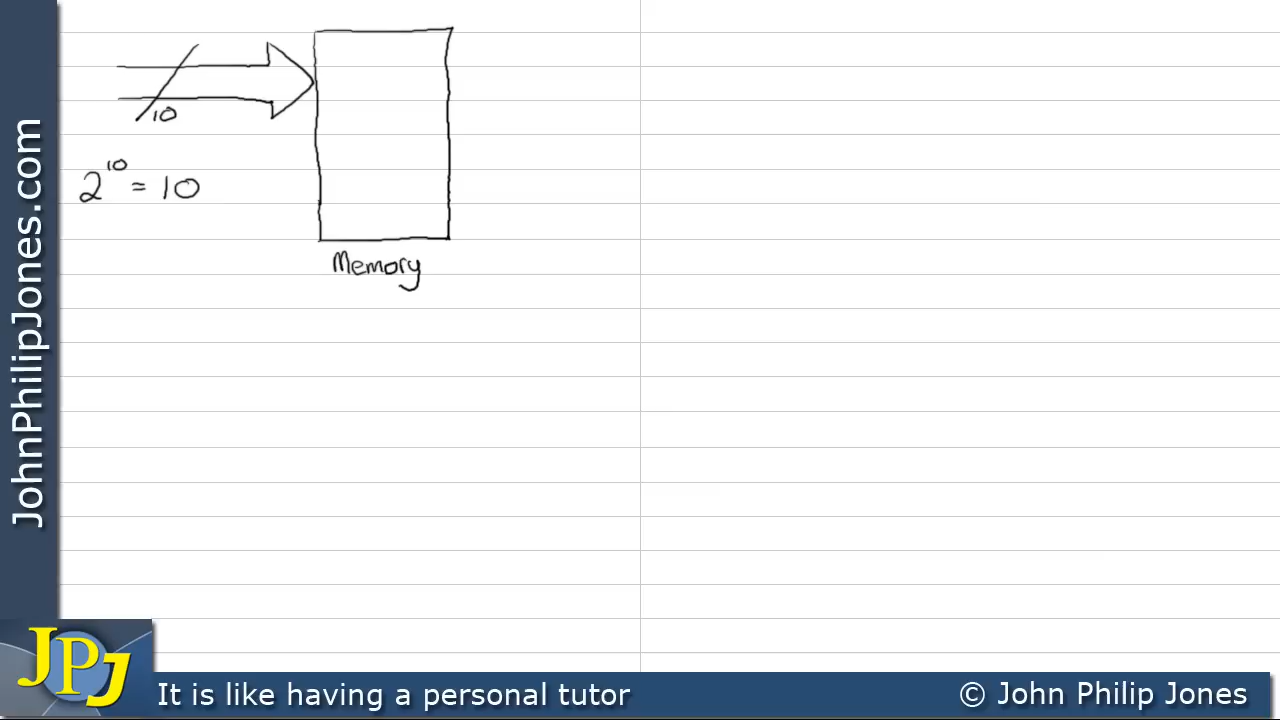 JohnPhilipJones.com
10
2^10 = 10
Memory
JPJ
It is like having a personal tutor
© John Philip Jones